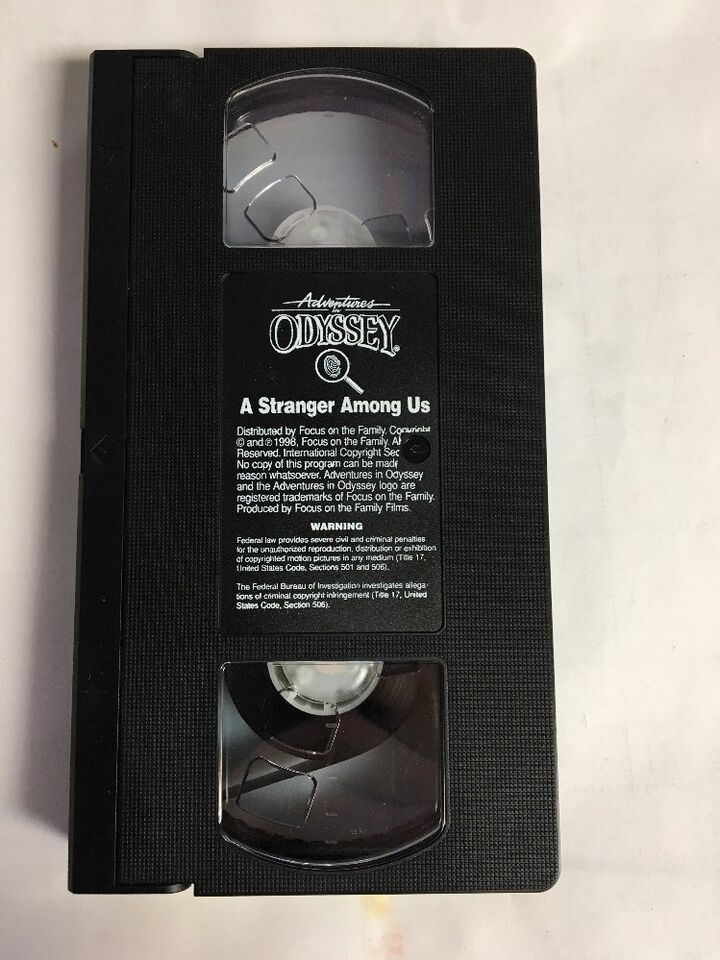 Adventures
in
ODYSSEY®
A Stranger Among Us
Distributed by Focus on the Family. Copyright
© and ℗ 1998, Focus on the Family. Al
Reserved. International Copyright Sec
No copy of this program can be made
reason whatsoever. Adventures in Odyssey
and the Adventures in Odyssey logo are
registered trademarks of Focus on the Family.
Produced by Focus on the Family Films.
WARNING
Federal law provides severe civil and criminal penalties
for the unauthorized reproduction, distribution or exhibition
of copyrighted motion pictures in any medium (Title 17,
United States Code, Sections 501 and 506).
The Federal Bureau of Investigation investigates allega-
tions of criminal copyright infringement (Title 17, United
States Code, Section 506).